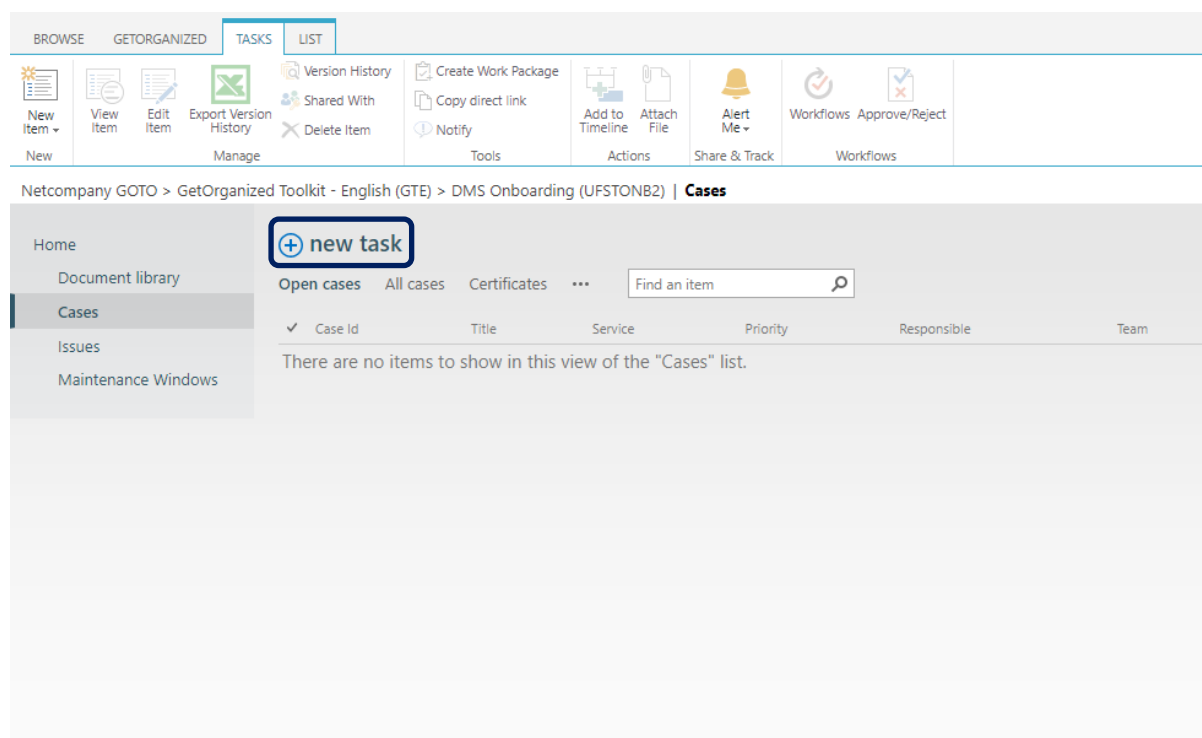 BROWSE GETORGANIZED TASKS LIST
New Item
View Item
Edit Item
Export Version History
Version History
Shared With
Delete Item
Create Work Package
Copy direct link
Notify
Add to Timeline
Attach File
Alert Me
Workflows
Approve/Reject
New Manage Tools Actions Share & Track Workflows
Netcompany GOTO > GetOrganized Toolkit - English (GTE) > DMS Onboarding (UFSTONB2) | Cases
Home
Document library
Cases
Issues
Maintenance Windows
new task
Open cases All cases Certificates ... Find an item
Case Id Title Service Priority Responsible Team
There are no items to show in this view of the "Cases" list.